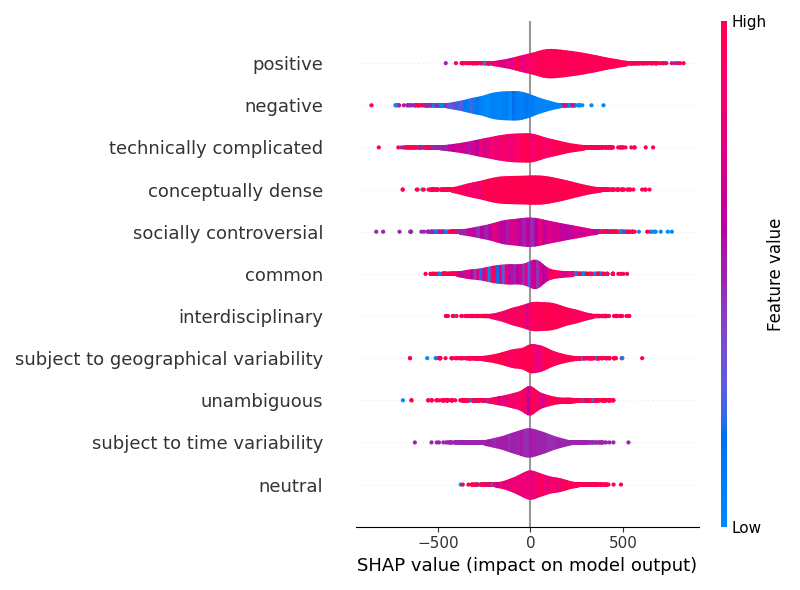 High
positive
negative
technically complicated
conceptually dense
socially controversial
common
interdisciplinary
subject to geographical variability
unambiguous
subject to time variability
neutral
Feature value
Low
−500 0 500
SHAP value (impact on model output)